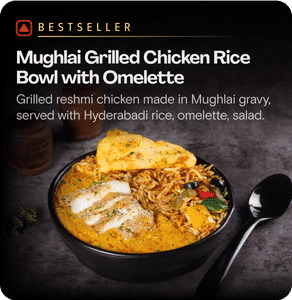 BESTSELLER
Mughlai Grilled Chicken Rice
Bowl with Omelette
Grilled reshmi chicken made in Mughlai gravy,
served with Hyderabadi rice, omelette, salad.